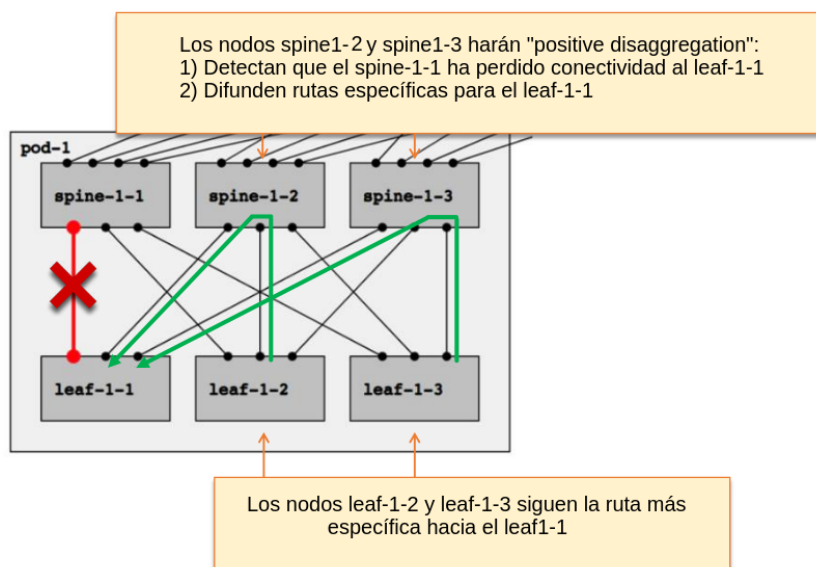 Los nodos spine1-2 y spine1-3 harán "positive disaggregation":
1) Detectan que el spine-1-1 ha perdido conectividad al leaf-1-1
2) Difunden rutas específicas para el leaf-1-1
pod-1
spine-1-1
spine-1-2
spine-1-3
leaf-1-1
leaf-1-2
leaf-1-3
Los nodos leaf-1-2 y leaf-1-3 siguen la ruta más
específica hacia el leaf1-1